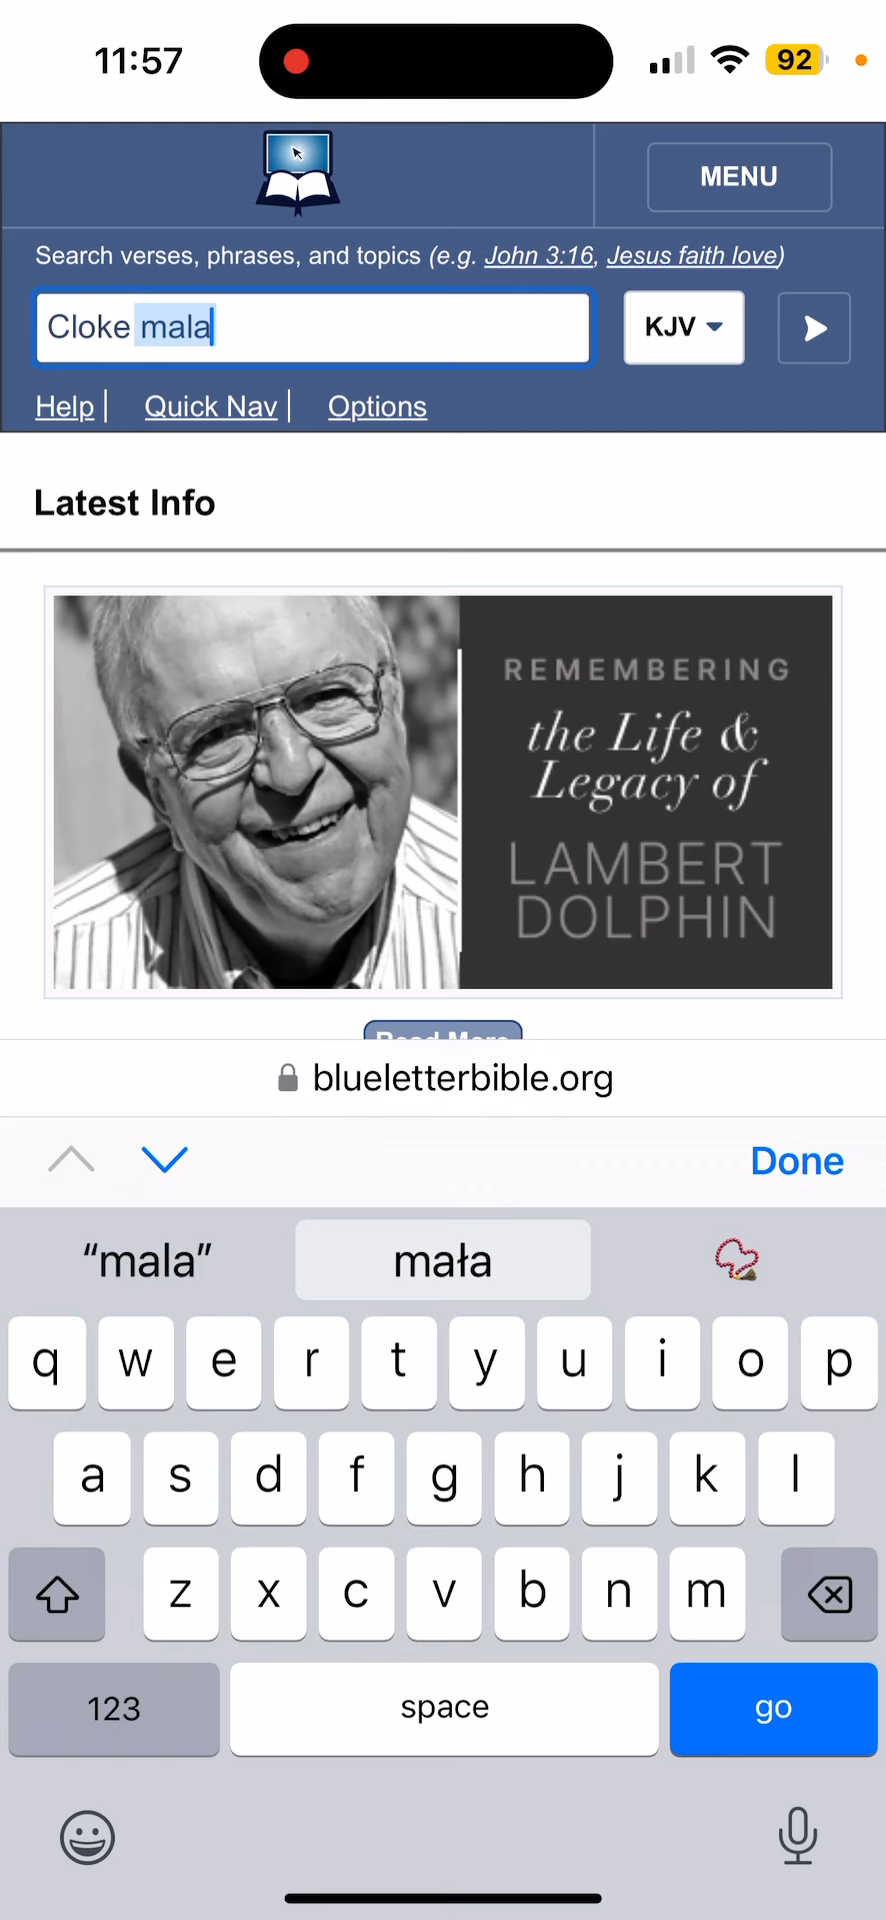 11:57
92
MENU
Search verses, phrases, and topics (e.g. John 3:16, Jesus faith love)
Cloke mala
KJV
Help | Quick Nav | Options
Latest Info
REMEMBERING
the Life &
Legacy of
LAMBERT
DOLPHIN
Read More
blueletterbible.org
Done
“mala” mała
q w e r t y u i o p
a s d f g h j k l
z x c v b n m
123 space go